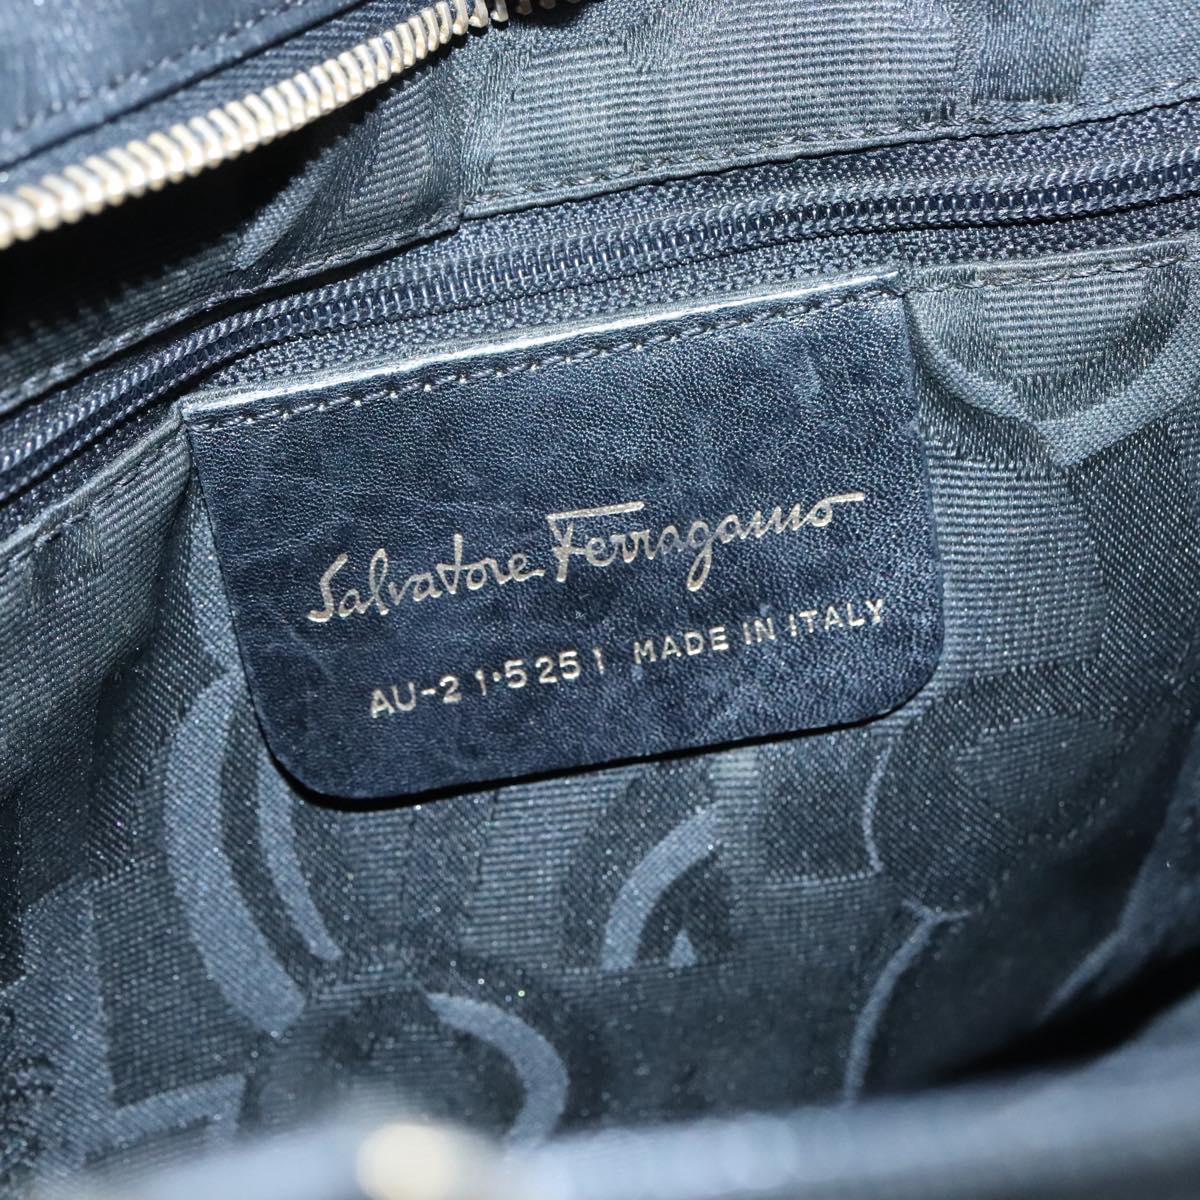 Salvatore Ferragamo
AU-21·5251 MADE IN ITALY